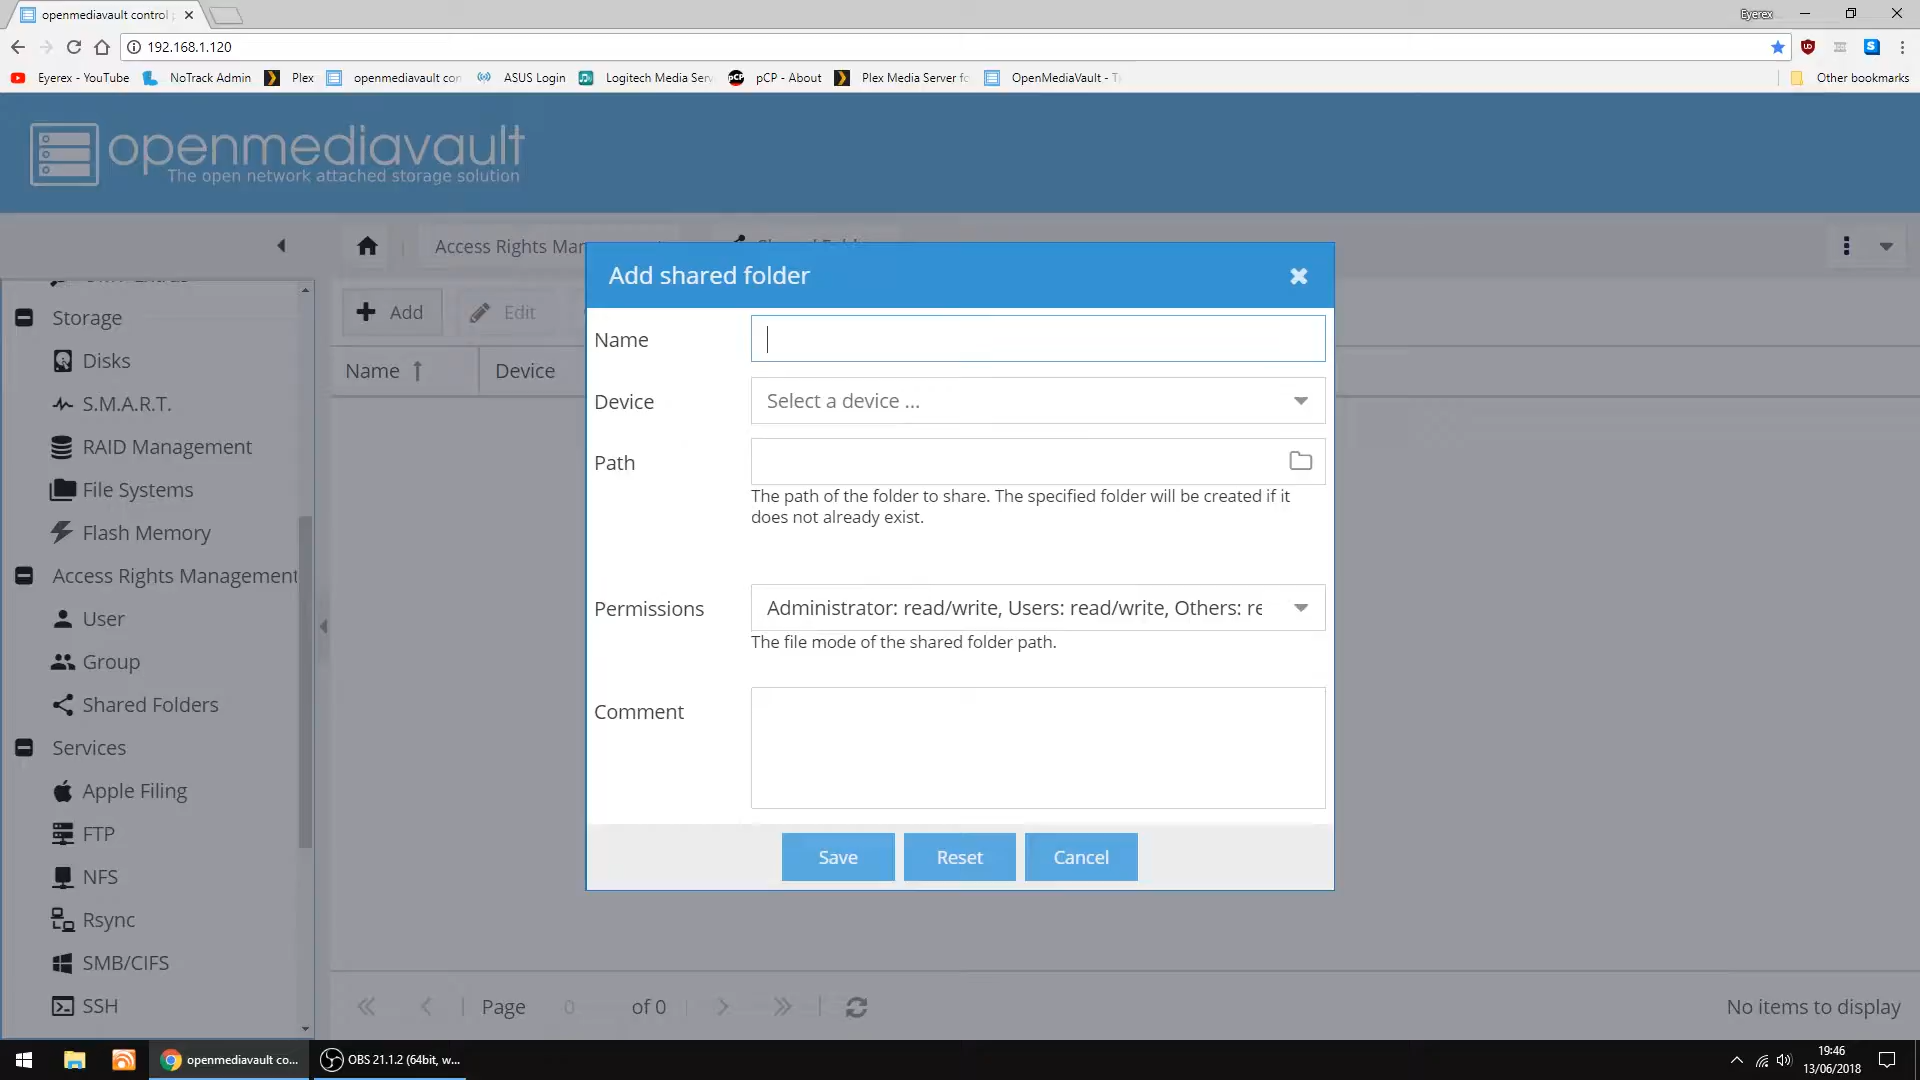 openmediavault control
Eyerex
192.168.1.120
Eyerex - YouTube
NoTrack Admin
Plex
openmediavault con
ASUS Login
Logitech Media Serv
pCP
pCP - About
Plex Media Server fo
OpenMediaVault - T
Other bookmarks
openmediavault
The open network attached storage solution
Access Rights Man
Add shared folder
Storage
Add
Edit
Name
Disks
Name
Device
S.M.A.R.T.
Device
Select a device ...
RAID Management
Path
File Systems
The path of the folder to share. The specified folder will be created if it
does not already exist.
Flash Memory
Access Rights Management
User
Permissions
Administrator: read/write, Users: read/write, Others: re
The file mode of the shared folder path.
Group
Shared Folders
Comment
Services
Apple Filing
FTP
Save
Reset
Cancel
NFS
Rsync
SMB/CIFS
SSH
Page
0
of 0
No items to display
openmediavault co...
OBS 21.1.2 (64bit, w...
19:46
13/06/2018